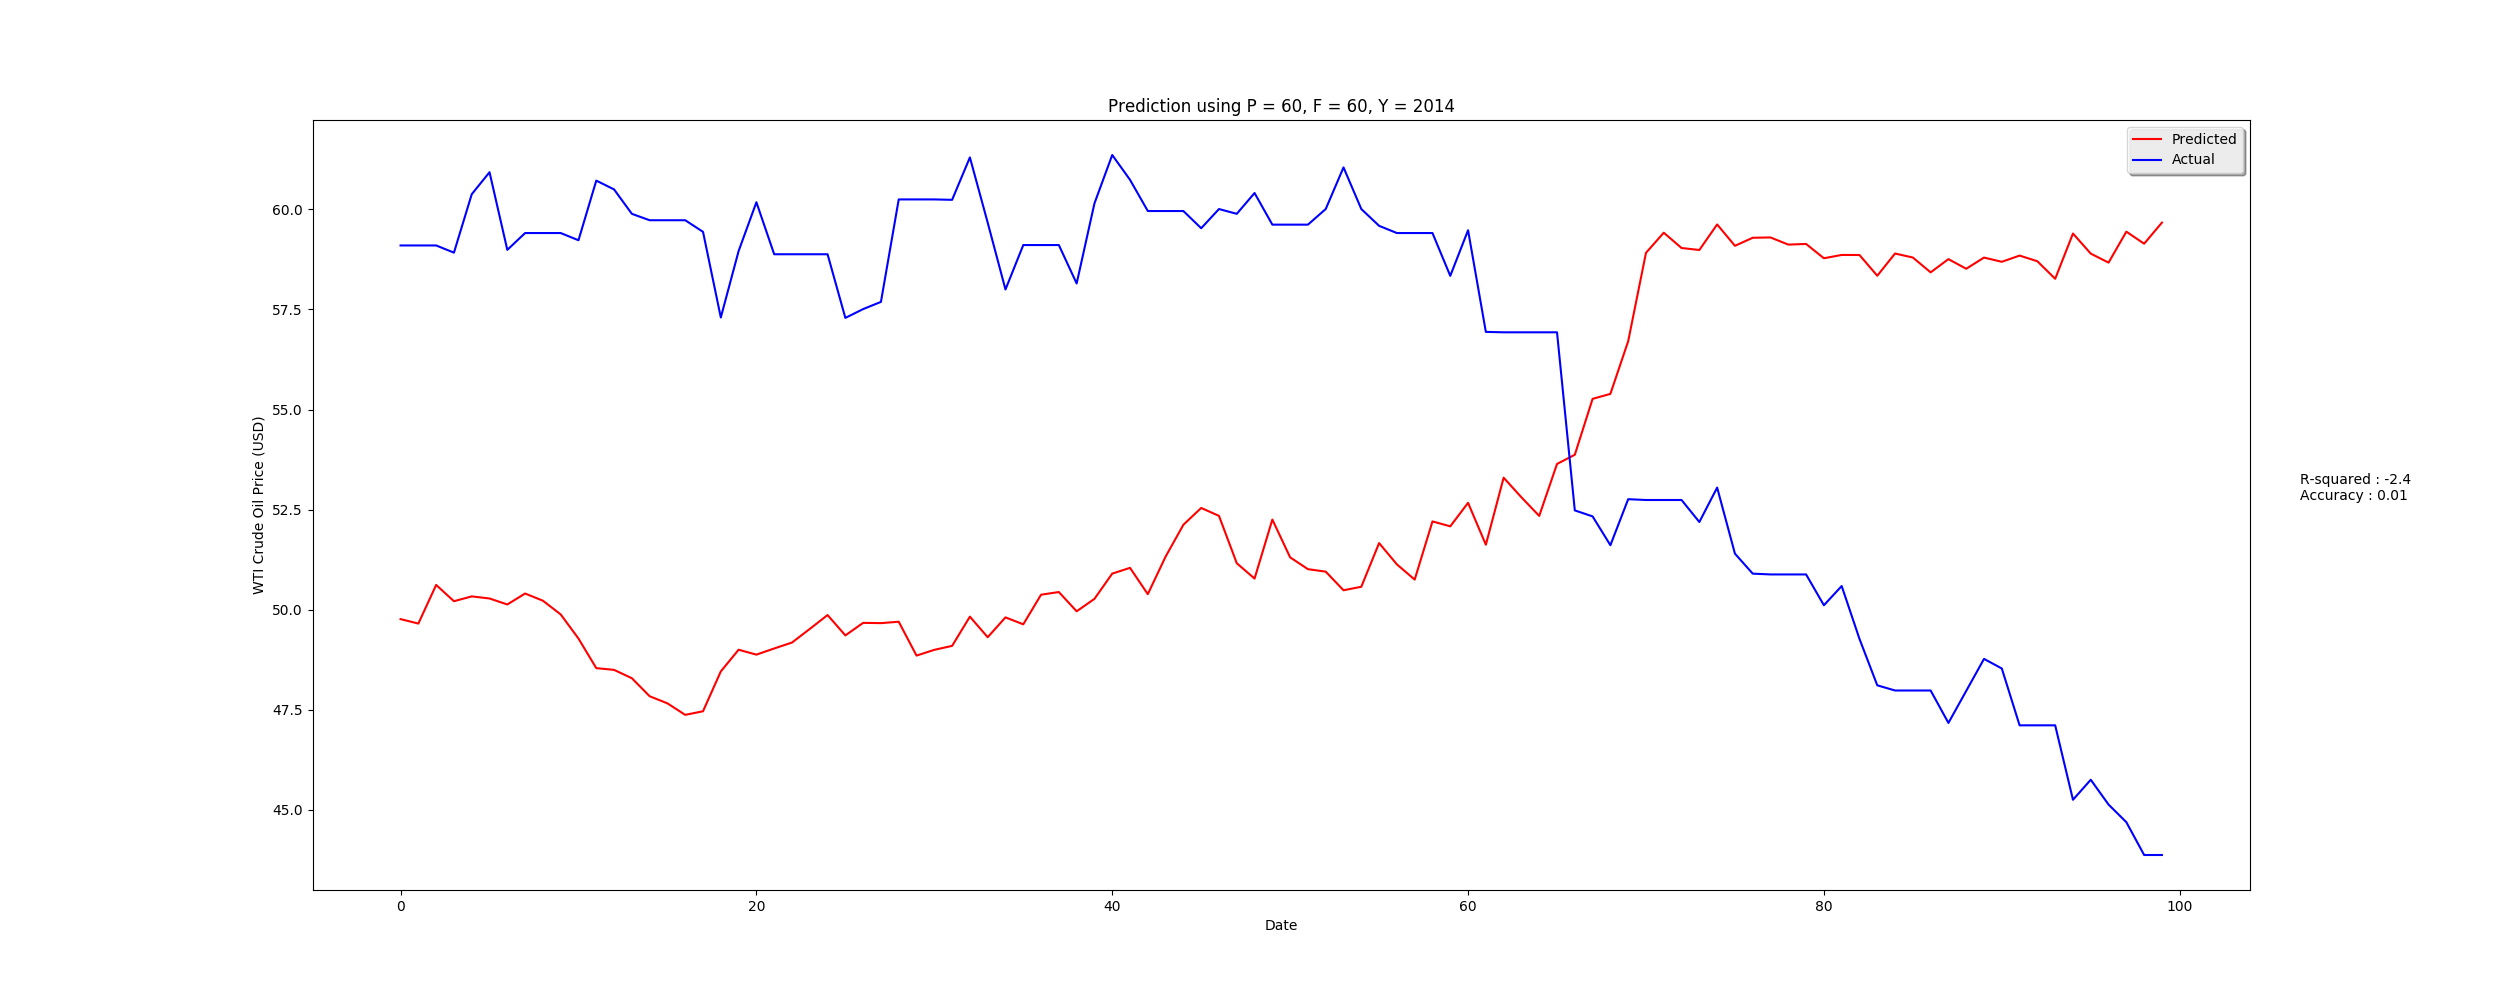 Prediction using P = 60, F = 60, Y = 2014
Predicted
Actual
60.0
57.5
55.0
52.5
50.0
47.5
45.0
WTI Crude Oil Price (USD)
R-squared : -2.4
Accuracy : 0.01
0 20 40 60 80 100
Date